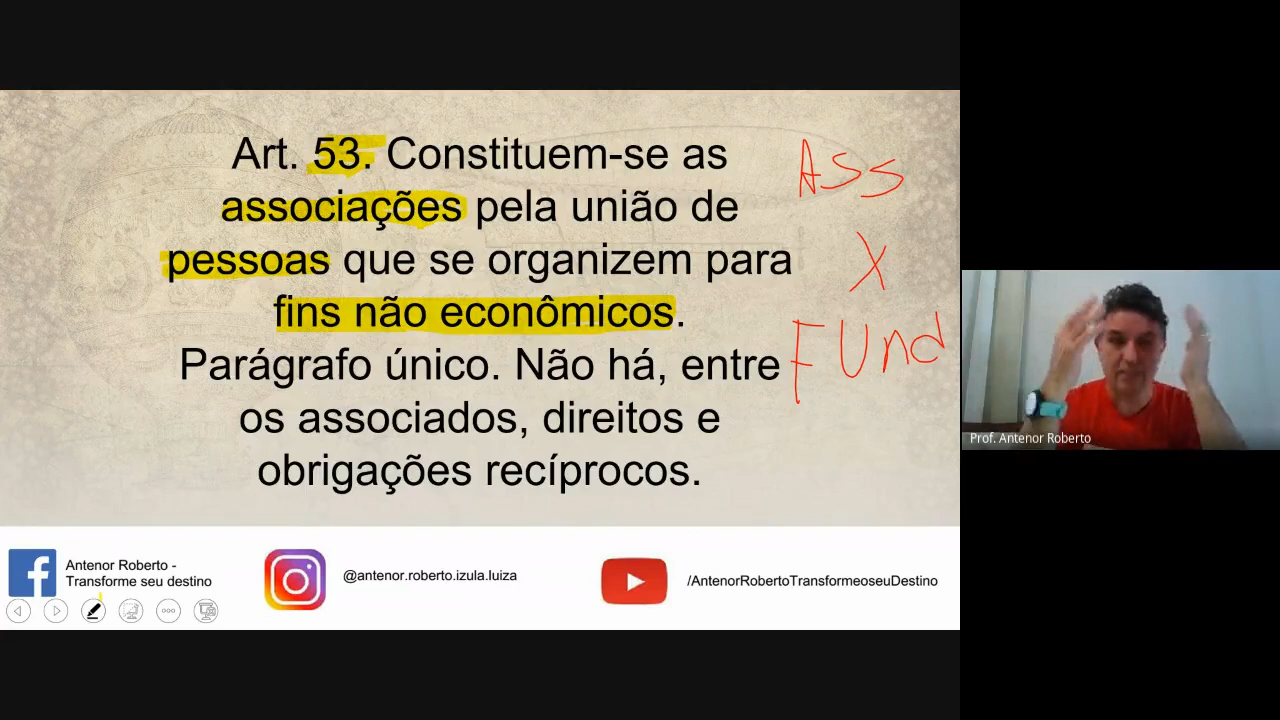 Art. 53. Constituem-se as
associações pela união de
pessoas que se organizem para
fins não econômicos.
Parágrafo único. Não há, entre
os associados, direitos e
obrigações recíprocos.
ASS
X
FUnd
Prof. Antenor Roberto
Antenor Roberto -
Transforme seu destino
@antenor.roberto.izula.luiza
/AntenorRobertoTransformeoseuDestino